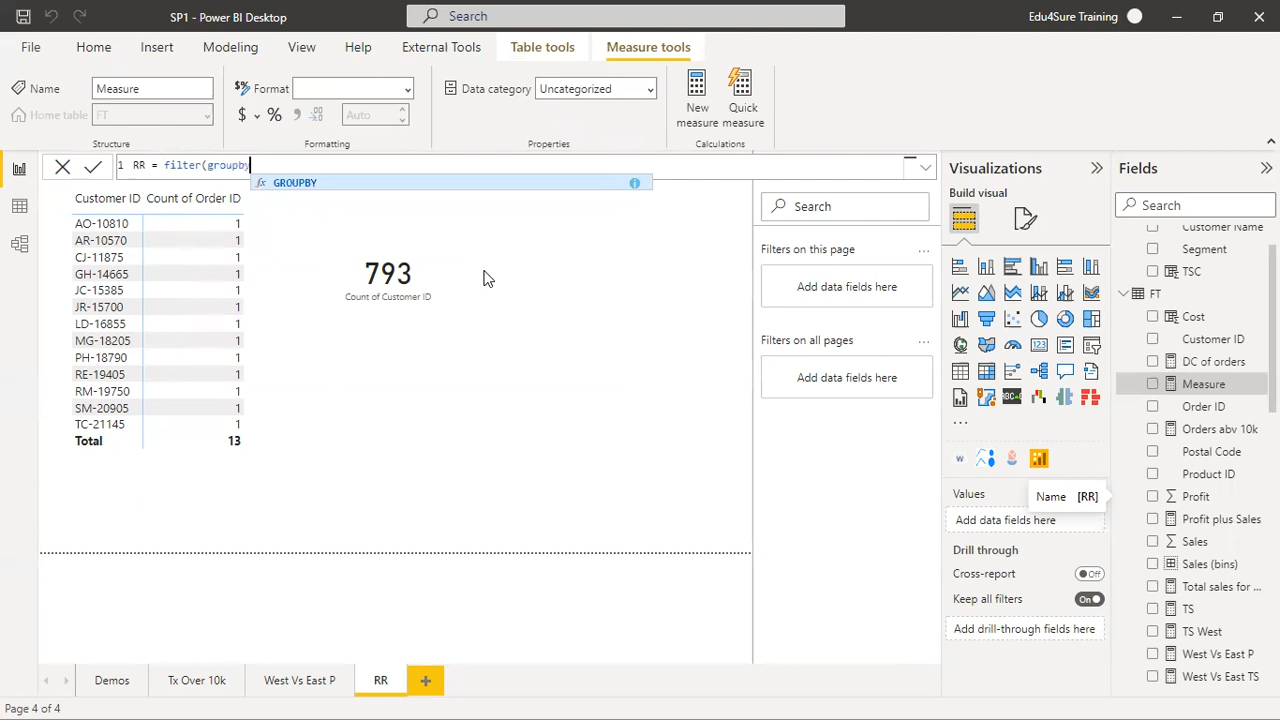 SP1 - Power BI Desktop
Search
Edu4Sure Training
File
Home
Insert
Modeling
View
Help
External Tools
Table tools
Measure tools
Name
Measure
Home table
FT
Structure
Format
$
%
Auto
Formatting
Data category
Uncategorized
Properties
New measure
Quick measure
Calculations
1 RR = filter(groupby
GROUPBY
Customer ID Count of Order ID
AO-10810 1
AR-10570 1
CJ-11875 1
GH-14665 1
JC-15385 1
JR-15700 1
LD-16855 1
MG-18205 1
PH-18790 1
RE-19405 1
RM-19750 1
SM-20905 1
TC-21145 1
Total 13
793
Count of Customer ID
Search
Filters on this page
Add data fields here
Filters on all pages
Add data fields here
Visualizations
Build visual
Values
Name [RR]
Add data fields here
Drill through
Cross-report
Off
Keep all filters
On
Add drill-through fields here
Fields
Search
Customer Name
Segment
TSC
FT
Cost
Customer ID
DC of orders
Measure
Order ID
Orders abv 10k
Postal Code
Product ID
Profit
Profit plus Sales
Sales
Sales (bins)
Total sales for ...
TS
TS West
West Vs East P
West Vs East TS
Demos
Tx Over 10k
West Vs East P
RR
Page 4 of 4